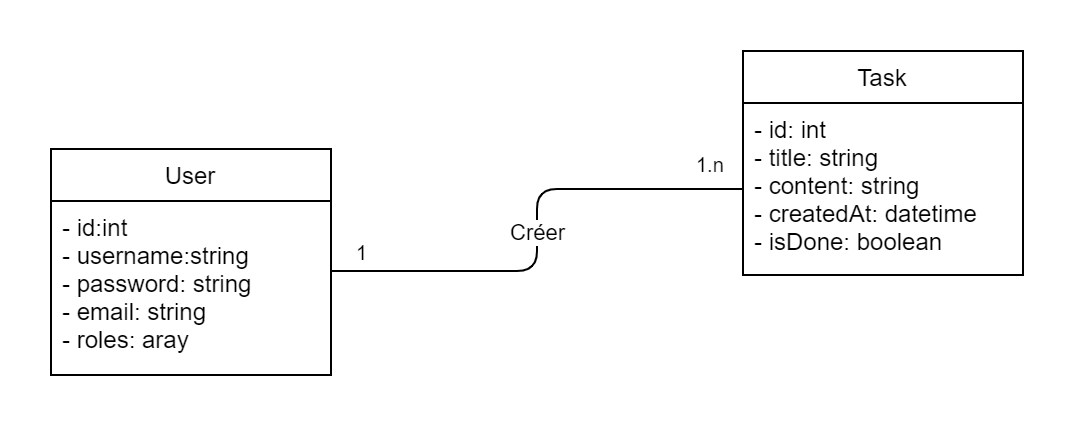 User
- id:int
- username:string
- password: string
- email: string
- roles: aray
1
Créer
1.n
Task
- id: int
- title: string
- content: string
- createdAt: datetime
- isDone: boolean